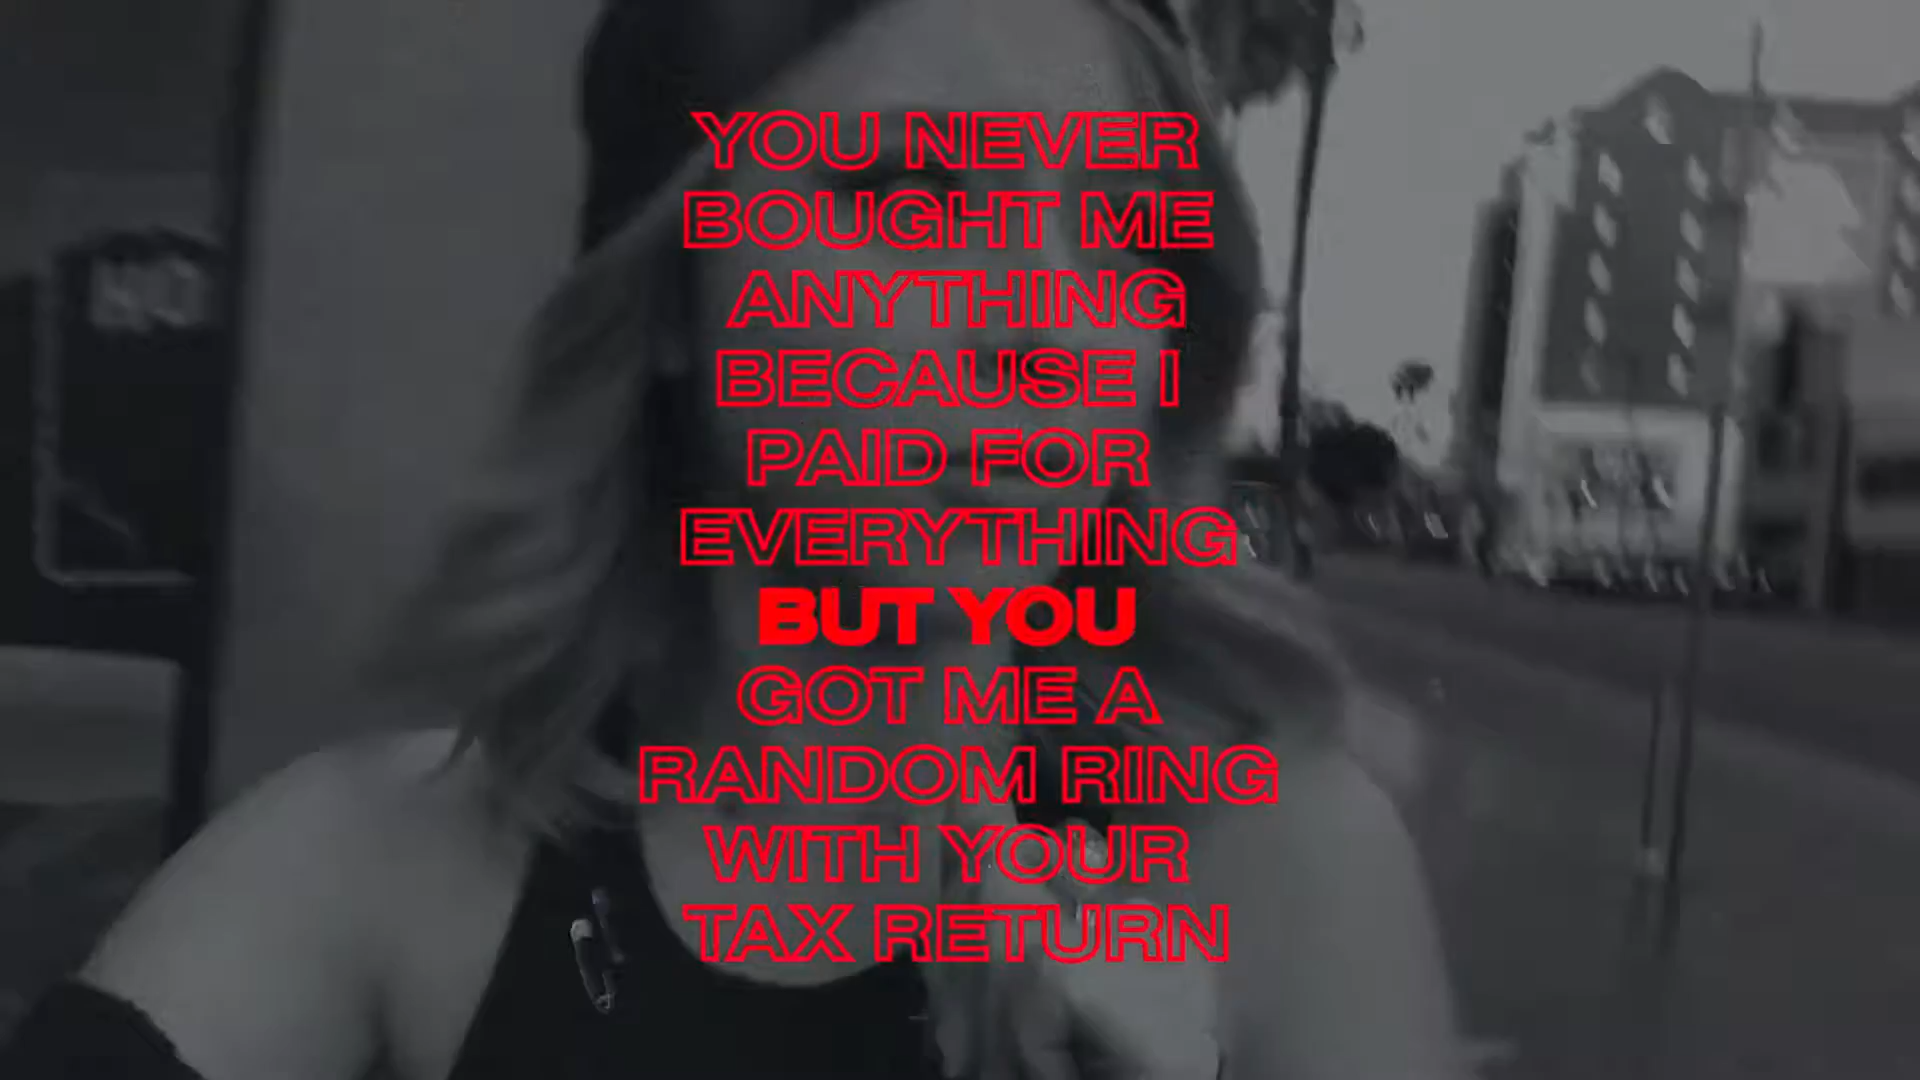 YOU NEVER
BOUGHT ME
ANYTHING
BECAUSE I
PAID FOR
EVERYTHING
BUT YOU
GOT ME A
RANDOM RING
WITH YOUR
TAX RETURN